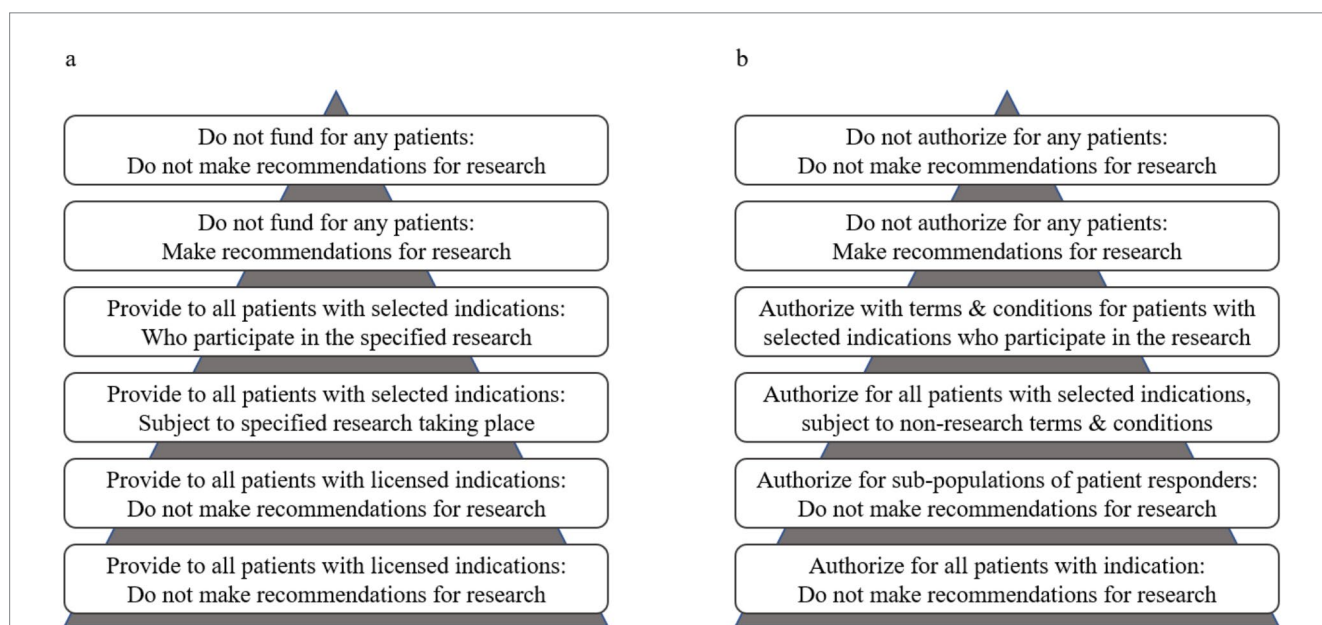 a
Do not fund for any patients:
Do not make recommendations for research
Do not fund for any patients:
Make recommendations for research
Provide to all patients with selected indications:
Who participate in the specified research
Provide to all patients with selected indications:
Subject to specified research taking place
Provide to all patients with licensed indications:
Do not make recommendations for research
Provide to all patients with licensed indications:
Do not make recommendations for research
b
Do not authorize for any patients:
Do not make recommendations for research
Do not authorize for any patients:
Make recommendations for research
Authorize with terms & conditions for patients with
selected indications who participate in the research
Authorize for all patients with selected indications,
subject to non-research terms & conditions
Authorize for sub-populations of patient responders:
Do not make recommendations for research
Authorize for all patients with indication:
Do not make recommendations for research